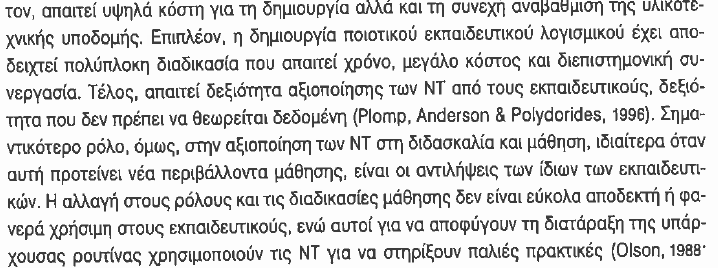 τον, απαιτεί υψηλά κόστη για τη δημιουργία αλλά και τη συνεχή αναβάθμιση της υλικοτε-
χνικής υποδομής. Επιπλέον, η δημιουργία ποιοτικού εκπαιδευτικού λογισμικού έχει απο-
δειχτεί πολύπλοκη διαδικασία που απαιτεί χρόνο, μεγάλο κόστος και διεπιστημονική συ-
νεργασία. Τέλος, απαιτεί δεξιότητα αξιοποίησης των ΝΤ από τους εκπαιδευτικούς, δεξιό-
τητα που δεν πρέπει να θεωρείται δεδομένη (Plomp, Anderson & Polydorides, 1996). Σημα-
ντικότερο ρόλο, όμως, στην αξιοποίηση των ΝΤ στη διδασκαλία και μάθηση, ιδιαίτερα όταν
αυτή προτείνει νέα περιβάλλοντα μάθησης, είναι οι αντιλήψεις των ίδιων των εκπαιδευτι-
κών. Η αλλαγή στους ρόλους και τις διαδικασίες μάθησης δεν είναι εύκολα αποδεκτή ή φα-
νερά χρήσιμη στους εκπαιδευτικούς, ενώ αυτοί για να αποφύγουν τη διατάραξη της υπάρ-
χουσας ρουτίνας χρησιμοποιούν τις ΝΤ για να στηρίξουν παλιές πρακτικές (Olson, 1988·